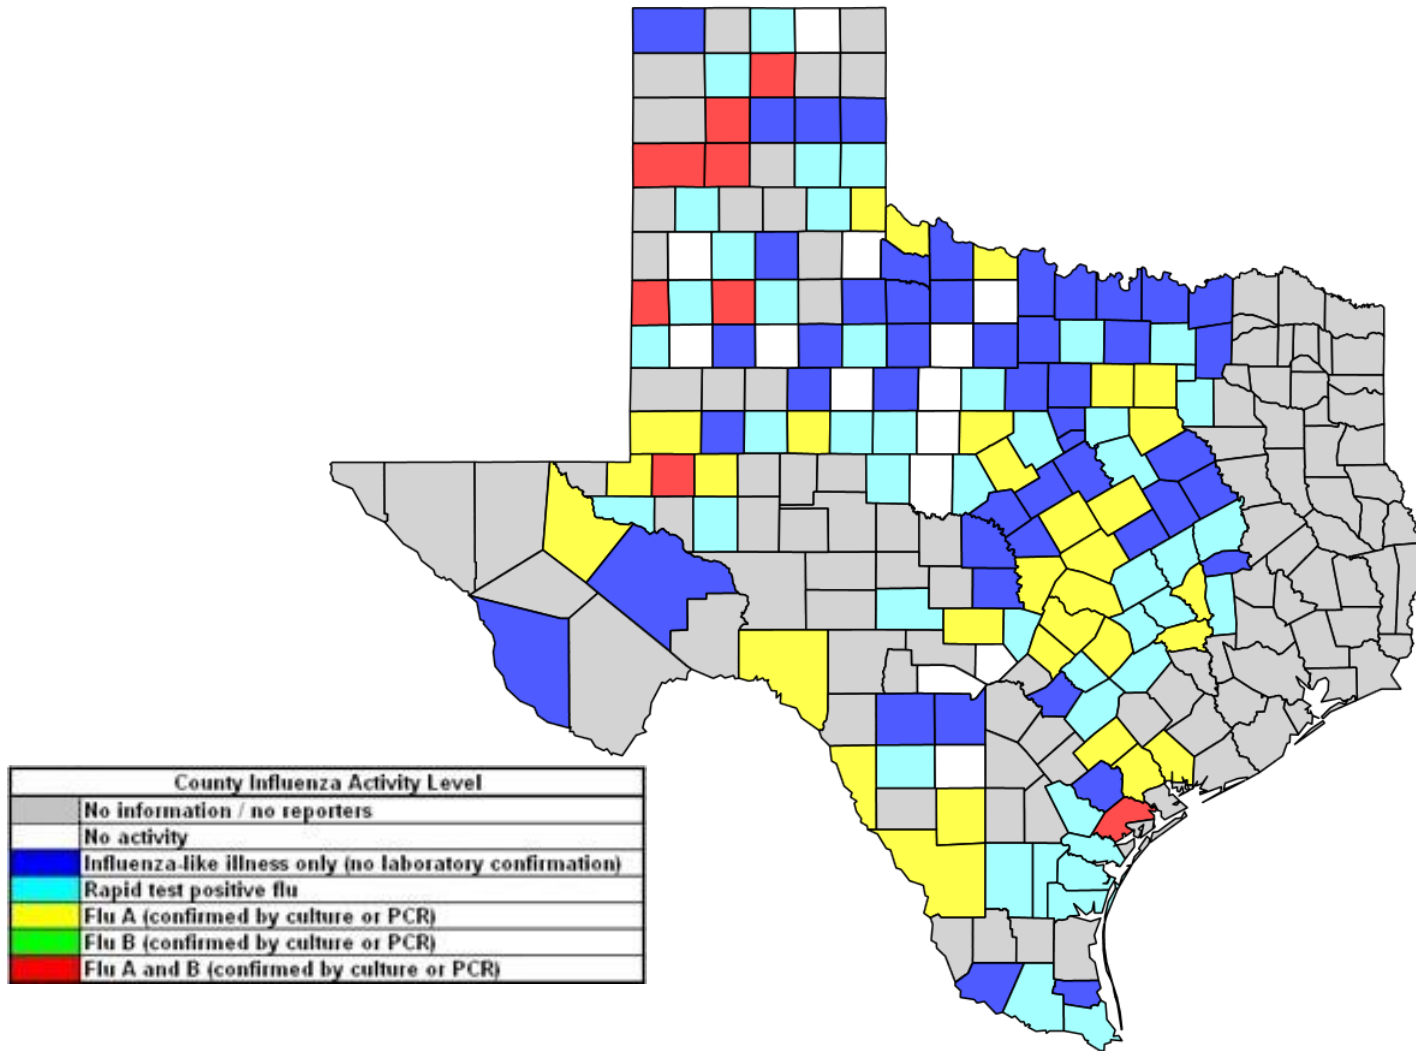 County Influenza Activity Level
No information / no reporters
No activity
Influenza-like illness only (no laboratory confirmation)
Rapid test positive flu
Flu A (confirmed by culture or PCR)
Flu B (confirmed by culture or PCR)
Flu A and B (confirmed by culture or PCR)